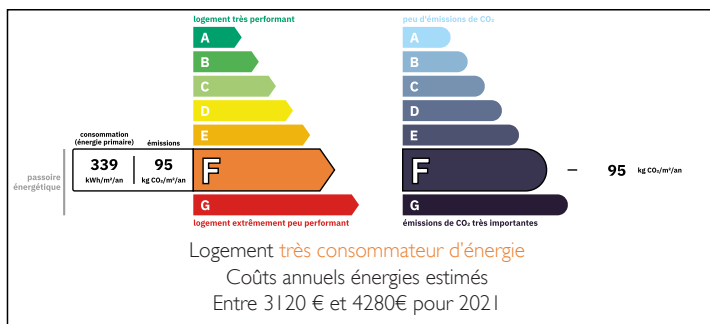 logement très performant
A
B
C
D
E
consommation
(énergie primaire)
émissions
339
kWh/m²/an
95
kg CO₂/m²/an
F
passoire
énergétique
G
logement extrêmement peu performant
peu d'émissions de CO₂
A
B
C
D
E
F
95 kg CO₂/m²/an
G
émissions de CO₂ très importantes
Logement très consommateur d'énergie
Coûts annuels énergies estimés
Entre 3120 € et 4280€ pour 2021